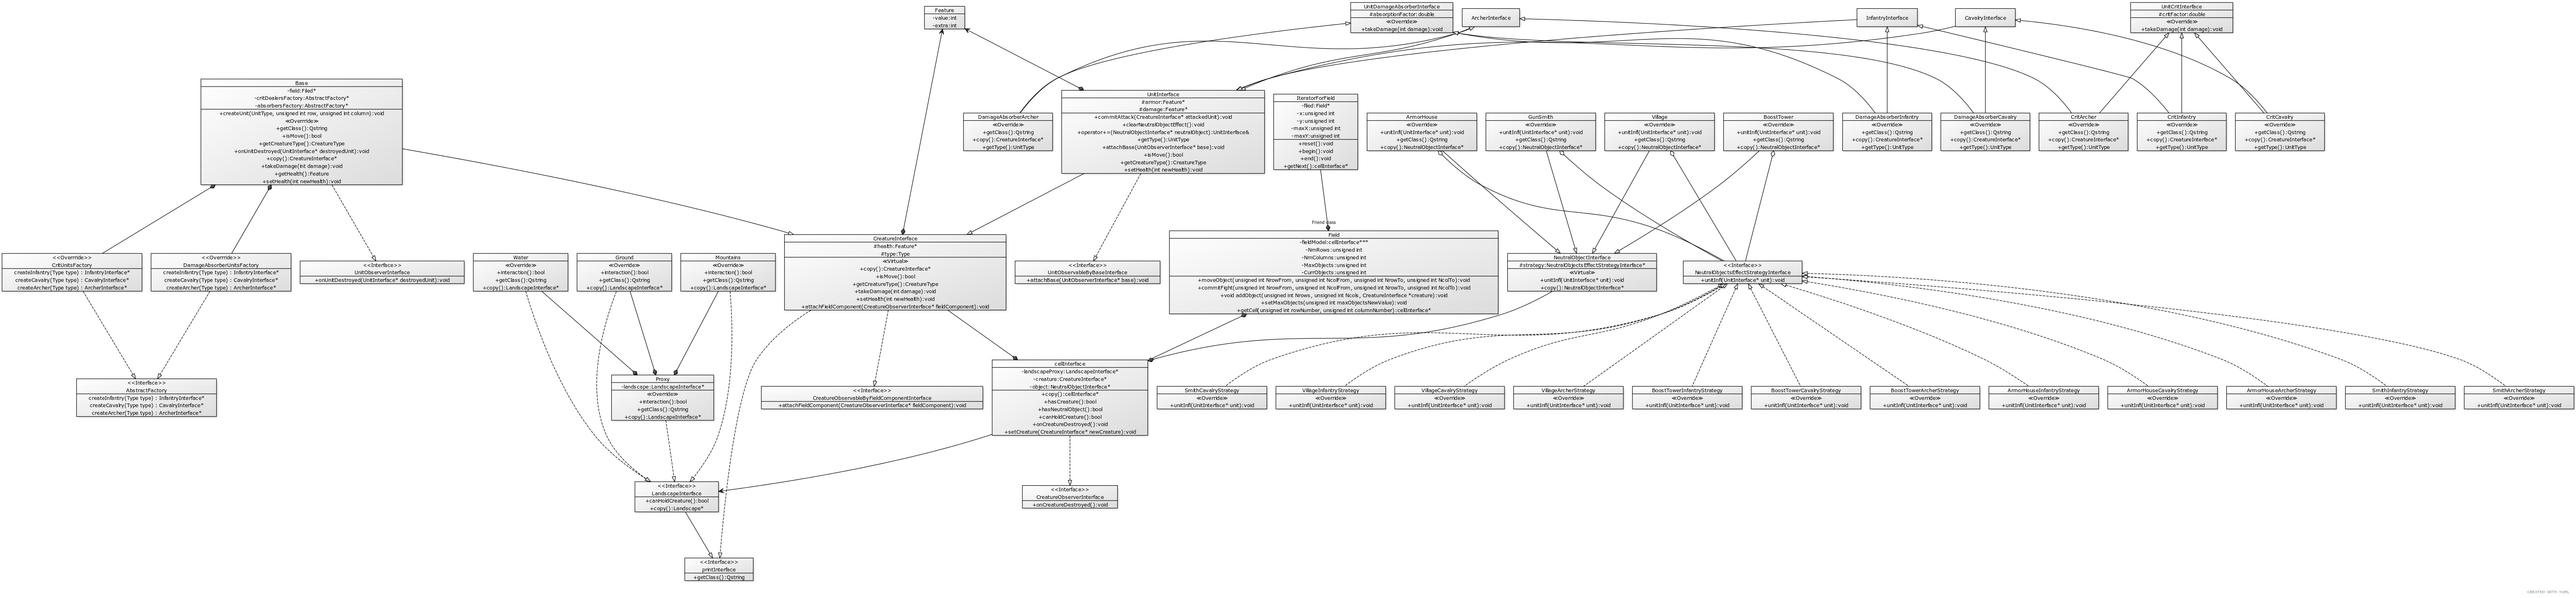 Feature
-value:int
-extra:int
UnitDamageAbsorberInterface
#absorptionFactor:double
≪Override≫
+takeDamage(int damage):void
ArcherInterface
InfantryInterface
CavalryInterface
UnitCritInterface
#critFactor:double
≪Override≫
+takeDamage(int damage):void
Base
-field:Filed*
-critDealersFactory:AbstractFactory*
-absorbersFactory:AbstractFactory*
+createUnit(UnitType, unsigned int row, unsigned int column):void
≪Override≫
+getClass():Qstring
+isMove():bool
+getCreatureType():CreatureType
+onUnitDestroyed(UnitInterface* destroyedUnit):void
+copy():CreatureInterface*
+takeDamage(int damage):void
+getHealth():Feature
+setHealth(int newHealth):void
DamageAbsorberArcher
≪Override≫
+getClass():Qstring
+copy():CreatureInterface*
+getType():UnitType
UnitInterface
#armor:Feature*
#damage:Feature*
+commitAttack(CreatureInterface* attackedUnit):void
+clearNeutralObjectEffect():void
+operator+=(NeutralObjectInterface* neutralObject):UnitInterface&
+getType():UnitType
+attachBase(UnitObserverInterface* base):void
+isMove():bool
+getCreatureType():CreatureType
+setHealth(int newHealth):void
IteratorForField
-filed:Field*
-x:unsigned int
-y:unsigned int
-maxX:unsigned int
-maxY:unsigned int
+reset():void
+begin():void
+end():void
+getNext():cellInterface*
ArmorHouse
≪Override≫
+unitInfl(UnitInterface* unit):void
+getClass():Qstring
+copy():NeutralObjectInterface*
GunSmith
≪Override≫
+unitInfl(UnitInterface* unit):void
+getClass():Qstring
+copy():NeutralObjectInterface*
Village
≪Override≫
+unitInfl(UnitInterface* unit):void
+getClass():Qstring
+copy():NeutralObjectInterface*
BoostTower
≪Override≫
+unitInfl(UnitInterface* unit):void
+getClass():Qstring
+copy():NeutralObjectInterface*
DamageAbsorberInfantry
≪Override≫
+getClass():Qstring
+copy():CreatureInterface*
+getType():UnitType
DamageAbsorberCavalry
≪Override≫
+getClass():Qstring
+copy():CreatureInterface*
+getType():UnitType
CritArcher
≪Override≫
+getClass():Qstring
+copy():CreatureInterface*
+getType():UnitType
CritInfantry
≪Override≫
+getClass():Qstring
+copy():CreatureInterface*
+getType():UnitType
CritCavalry
≪Override≫
+getClass():Qstring
+copy():CreatureInterface*
+getType():UnitType
Friend class
<<Override>>
CritUnitsFactory
createInfantry(Type type) : InfantryInterface*
createCavalry(Type type) : CavalryInterface*
createArcher(Type type) : ArcherInterface*
<<Override>>
DamageAbsorberUnitsFactory
createInfantry(Type type) : InfantryInterface*
createCavalry(Type type) : CavalryInterface*
createArcher(Type type) : ArcherInterface*
<<Interface>>
UnitObserverInterface
+onUnitDestroyed(UnitInterface* destroyedUnit):void
Water
≪Override≫
+interaction():bool
+getClass():Qstring
+copy():LandscapeInterface*
Ground
≪Override≫
+interaction():bool
+getClass():Qstring
+copy():LandscapeInterface*
Mountains
≪Override≫
+interaction():bool
+getClass():Qstring
+copy():LandscapeInterface*
CreatureInterface
#health:Feature*
#type:Type
≪Virtual≫
+copy():CreatureInterface*
+isMove():bool
+getCreatureType():CreatureType
+takeDamage(int damage):void
+setHealth(int newHealth):void
+attachFieldComponent(CreatureObserverInterface* fieldComponent):void
<<Interface>>
UnitObservableByBaseInterface
+attachBase(UnitObserverInterface* base):void
Field
-fieldModel:cellInterface***
-NmRows:unsigned int
-NmColumns:unsigned int
-MaxObjects:unsigned int
-CurrObjects:unsigned int
+moveObject(unsigned int NrowFrom, unsigned int NcolFrom, unsigned int NrowTo, unsigned int NcolTo):void
+commitFight(unsigned int NrowFrom, unsigned int NcolFrom, unsigned int NrowTo, unsigned int NcolTo):void
+void addObject(unsigned int Nrows, unsigned int Ncols, CreatureInterface *creature):void
+setMaxObjects(unsigned int maxObjectsNewValue):void
+getCell(unsigned int rowNumber, unsigned int columnNumber):cellInterface*
NeutralObjectInterface
#strategy:NeutralObjectsEffectStrategyInterface*
≪Virtual≫
+unitInfl(UnitInterface* unit):void
+copy():NeutralObjectInterface*
<<Interface>>
NeutralObjectsEffectStrategyInterface
+unitInfl(UnitInterface* unit):void
<<Interface>>
AbstractFactory
createInfantry(Type type) : InfantryInterface*
createCavalry(Type type) : CavalryInterface*
createArcher(Type type) : ArcherInterface*
Proxy
-landscape:LandscapeInterface*
≪Override≫
+interaction():bool
+getClass():Qstring
+copy():LandscapeInterface*
<<Interface>>
CreatureObservableByFieldComponentInterface
+attachFieldComponent(CreatureObserverInterface* fieldComponent):void
cellInterface
-landscapeProxy:LandscapeInterface*
-creature:CreatureInterface*
-object:NeutralObjectInterface*
+copy():cellInterface*
+hasCreature():bool
+hasNeutralObject():bool
+canHoldCreature():bool
+onCreatureDestroyed():void
+setCreature(CreatureInterface* newCreature):void
SmithCavalryStrategy
≪Override≫
+unitInfl(UnitInterface* unit):void
VillageInfantryStrategy
≪Override≫
+unitInfl(UnitInterface* unit):void
VillageCavalryStrategy
≪Override≫
+unitInfl(UnitInterface* unit):void
VillageArcherStrategy
≪Override≫
+unitInfl(UnitInterface* unit):void
BoostTowerInfantryStrategy
≪Override≫
+unitInfl(UnitInterface* unit):void
BoostTowerCavalryStrategy
≪Override≫
+unitInfl(UnitInterface* unit):void
BoostTowerArcherStrategy
≪Override≫
+unitInfl(UnitInterface* unit):void
ArmorHouseInfantryStrategy
≪Override≫
+unitInfl(UnitInterface* unit):void
ArmorHouseCavalryStrategy
≪Override≫
+unitInfl(UnitInterface* unit):void
ArmorHouseArcherStrategy
≪Override≫
+unitInfl(UnitInterface* unit):void
SmithInfantryStrategy
≪Override≫
+unitInfl(UnitInterface* unit):void
SmithArcherStrategy
≪Override≫
+unitInfl(UnitInterface* unit):void
<<Interface>>
LandscapeInterface
+canHoldCreature():bool
+copy():Landscape*
<<Interface>>
CreatureObserverInterface
+onCreatureDestroyed():void
<<Interface>>
printInterface
+getClass():Qstring
CREATED WITH YUML